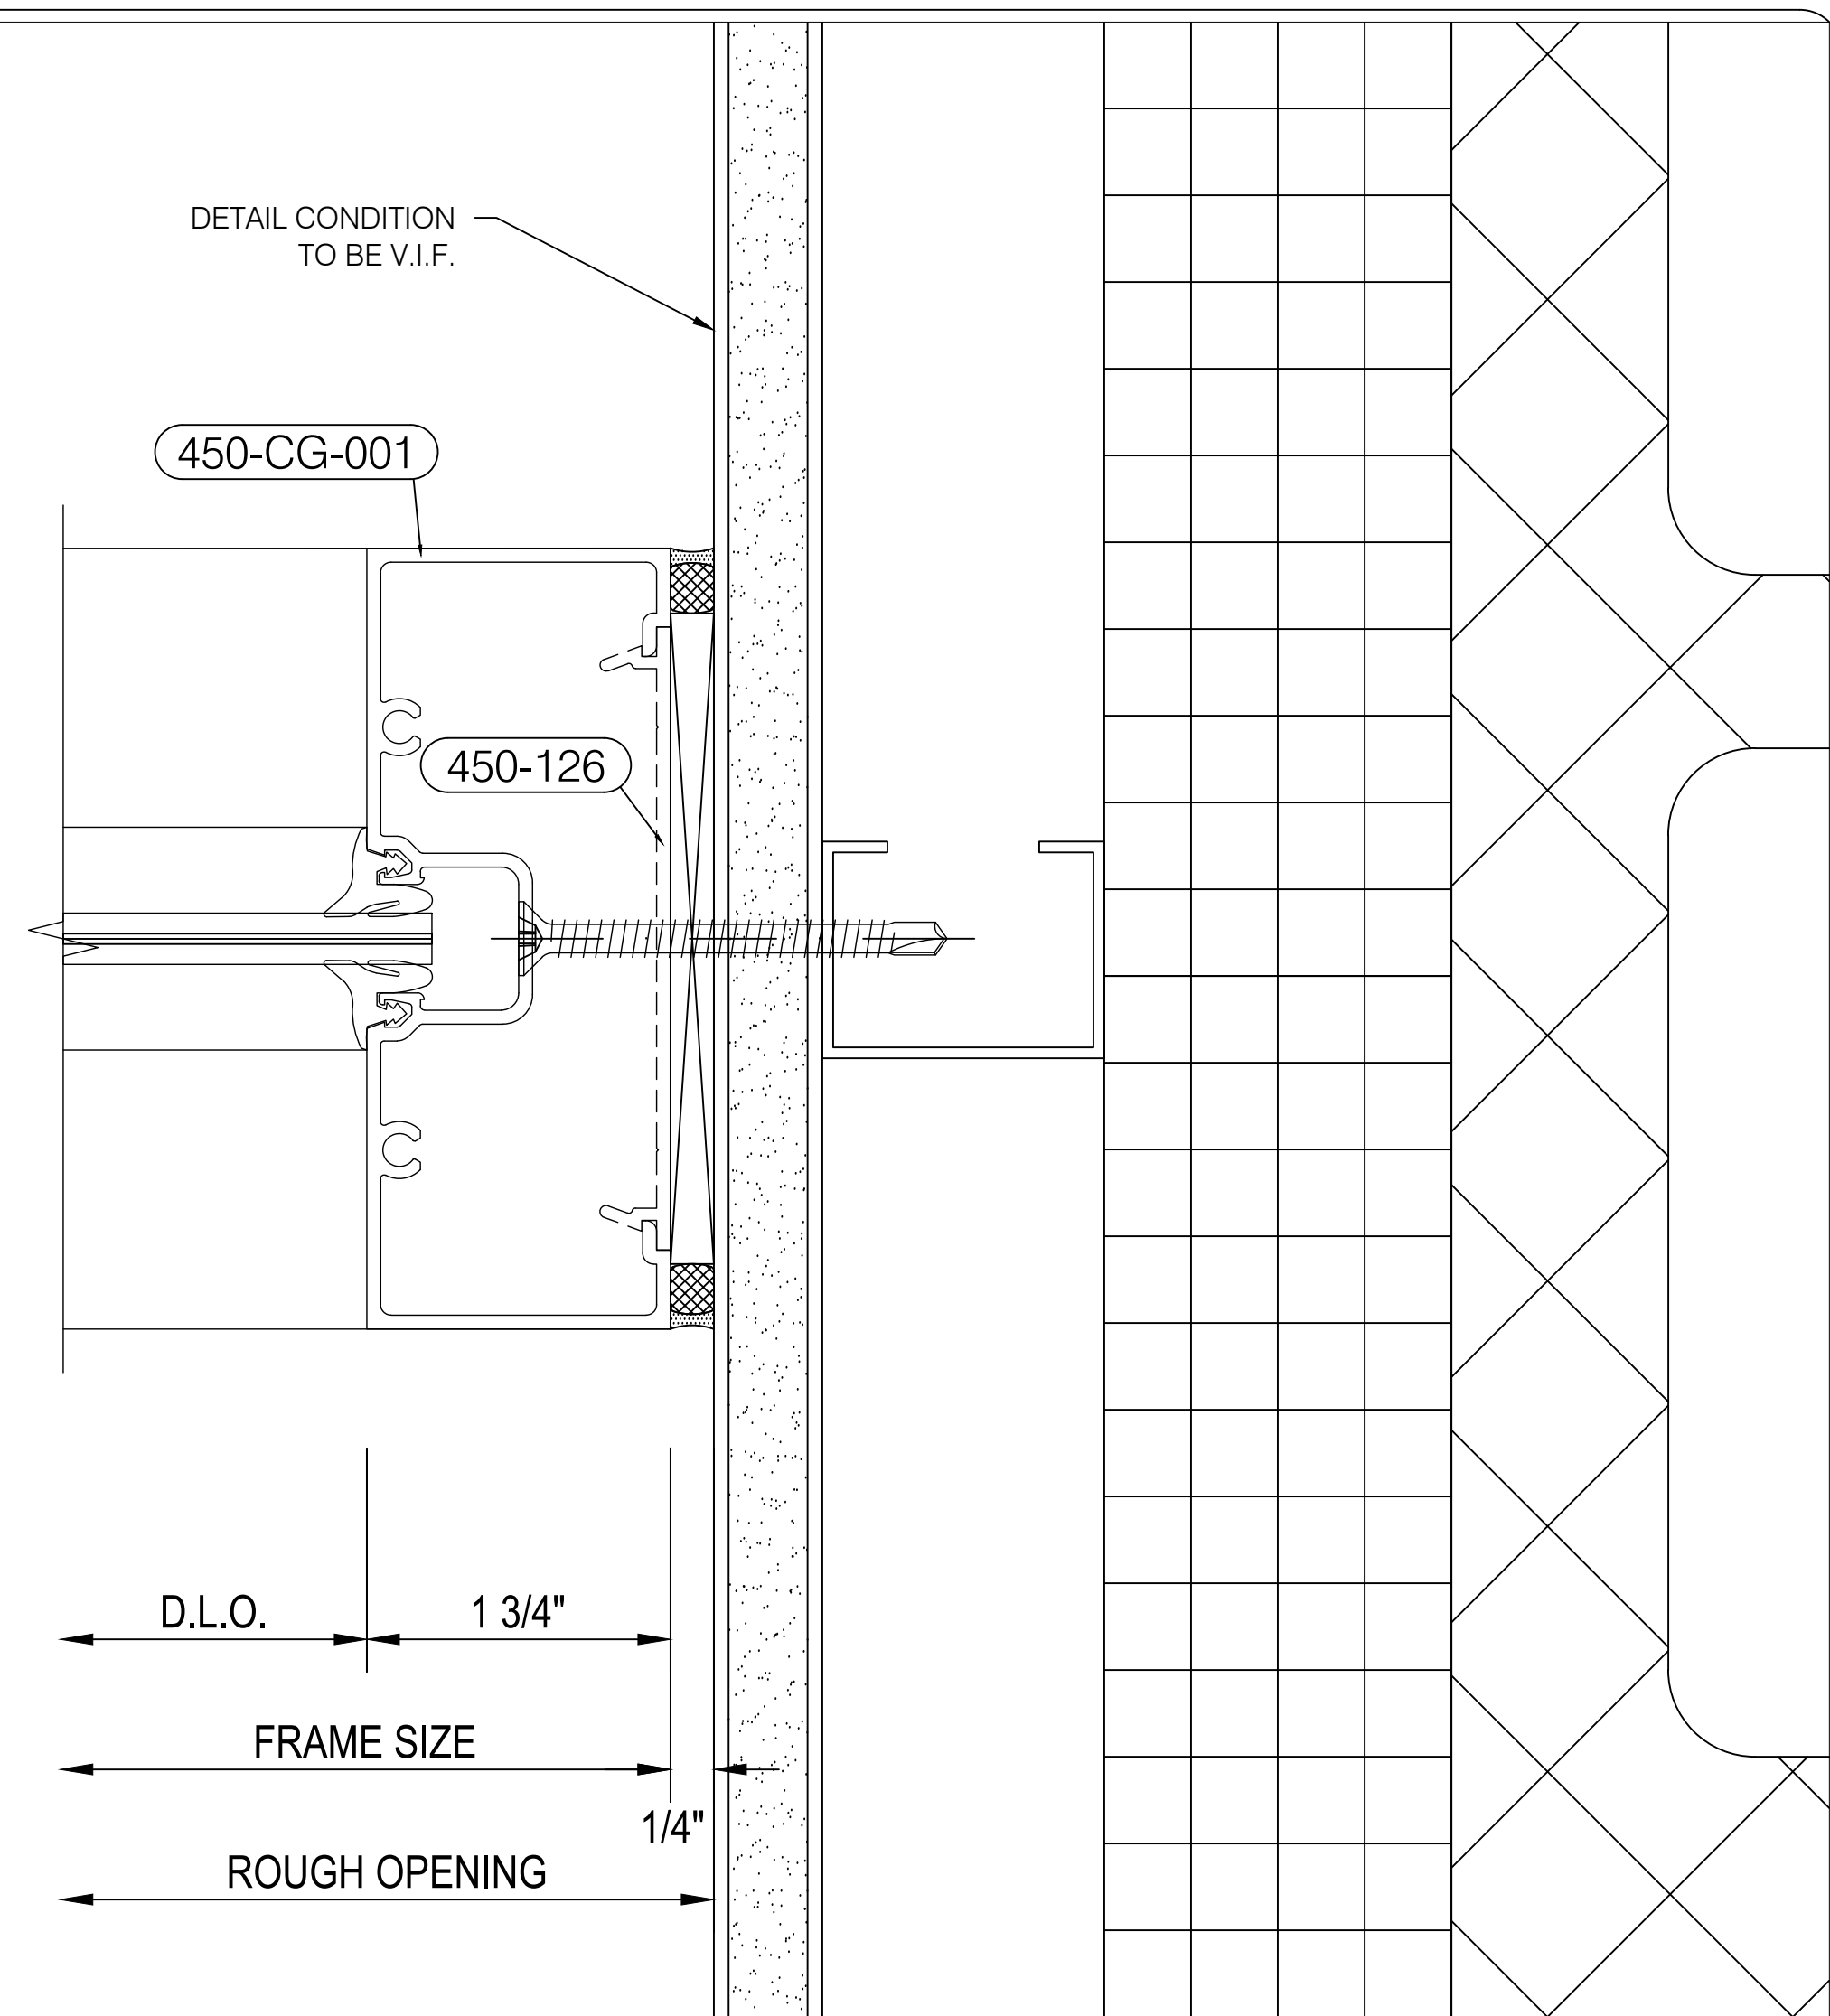 DETAIL CONDITION
TO BE V.I.F.
450-CG-001
450-126
D.L.O.
1 3/4"
FRAME SIZE
1/4"
ROUGH OPENING